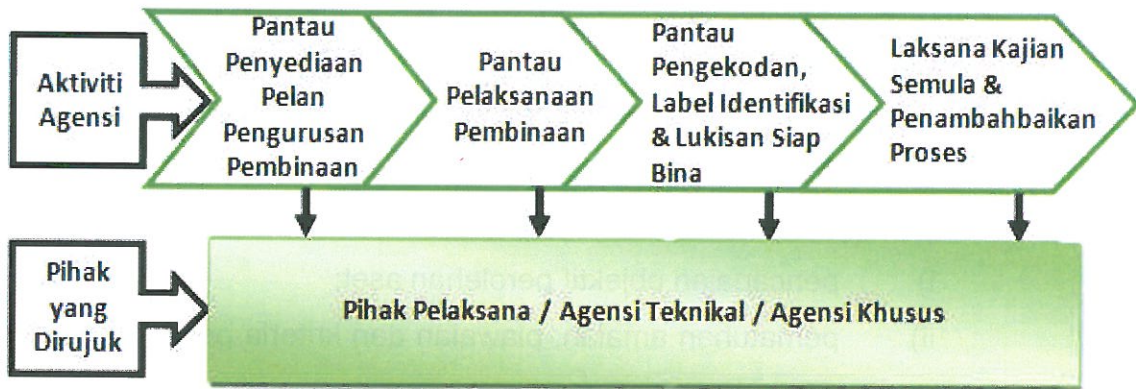 Aktiviti
Agensi
Pantau
Penyediaan
Pelan
Pengurusan
Pembinaan
Pantau
Pelaksanaan
Pembinaan
Pantau
Pengekodan,
Label Identifikasi
& Lukisan Siap
Bina
Laksana Kajian
Semula &
Penambahbaikan
Proses
Pihak
yang
Dirujuk
Pihak Pelaksana / Agensi Teknikal / Agensi Khusus